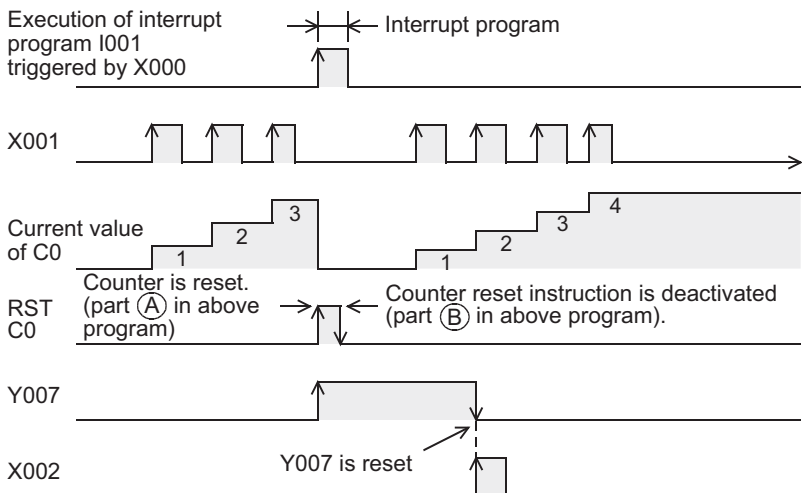 Execution of interrupt
program I001
triggered by X000
Interrupt program
X001
Current value
of C0
1
2
3
1
2
3
4
RST
C0
Counter is reset.
(part Ⓐ in above
program)
Counter reset instruction is deactivated
(part Ⓑ in above program).
Y007
Y007 is reset
X002